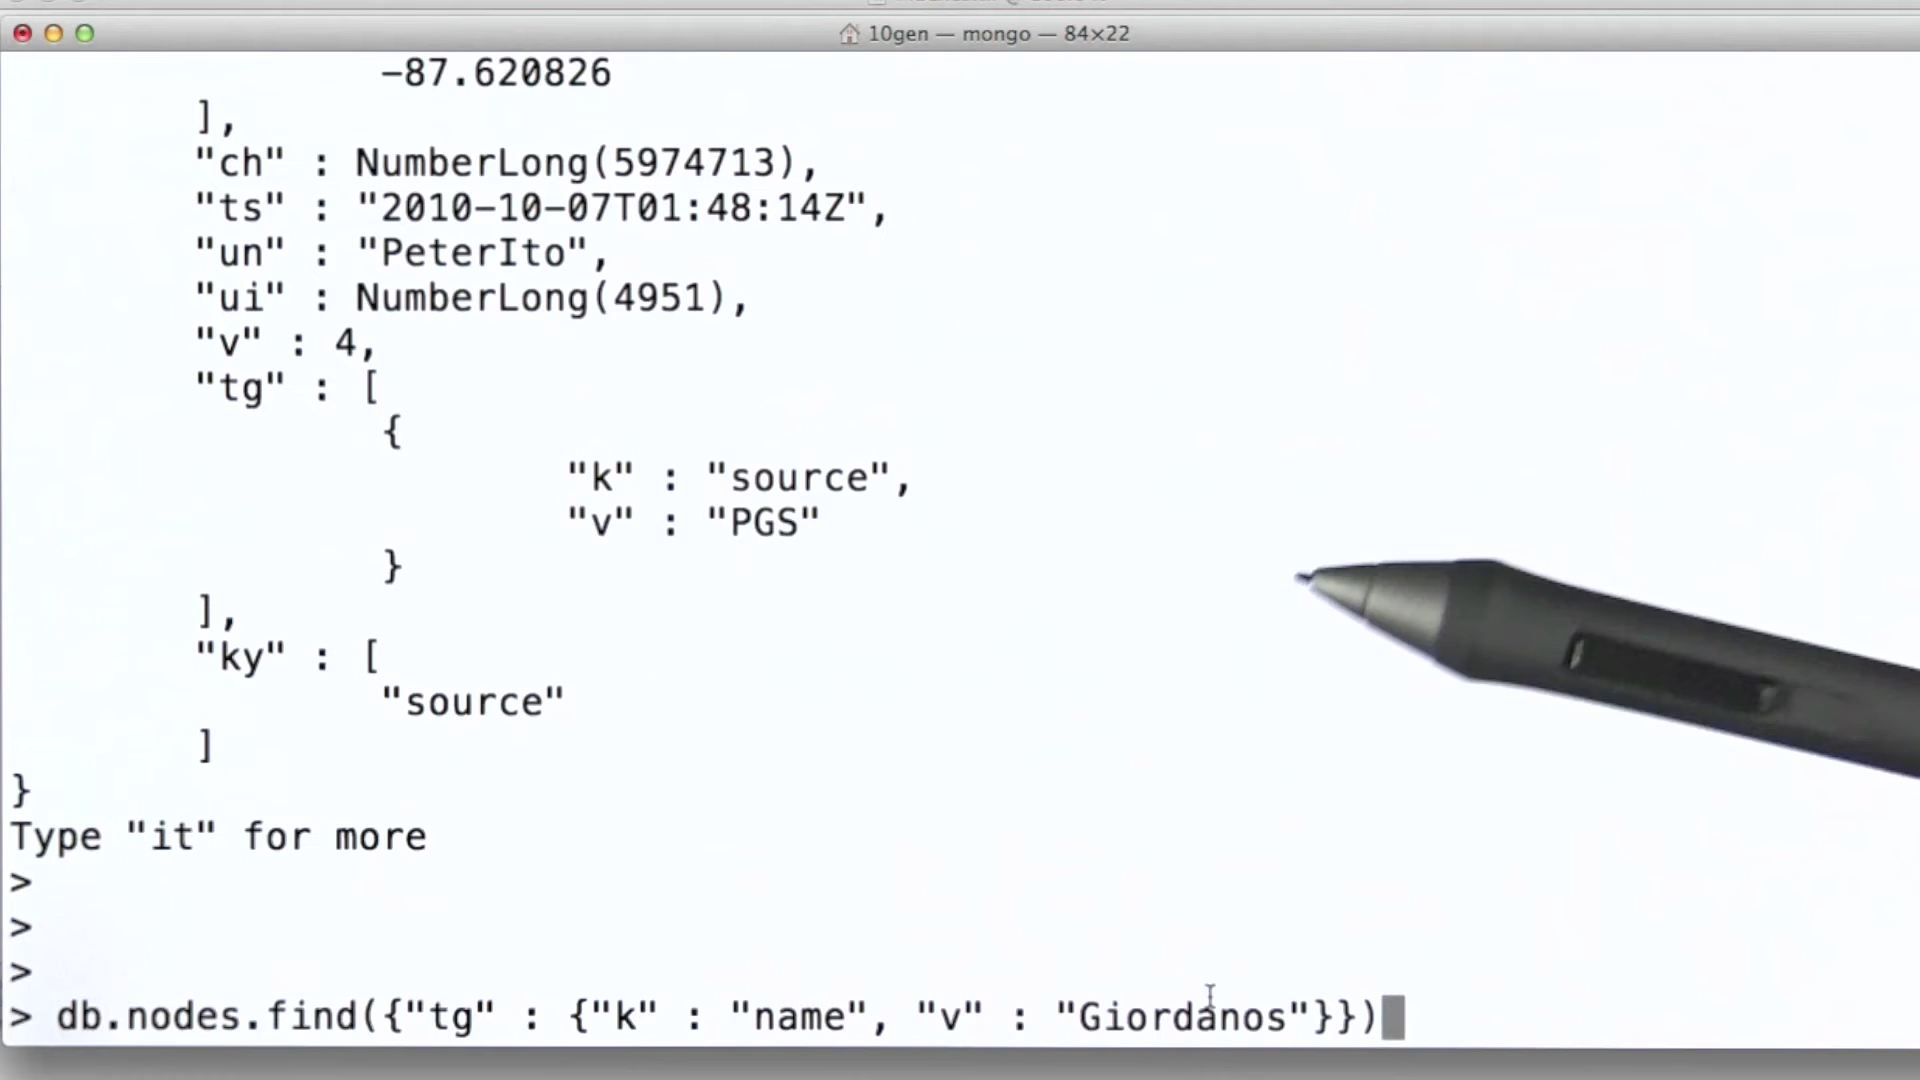 10gen — mongo — 84×22
-87.620826
],
"ch" : NumberLong(5974713),
"ts" : "2010-10-07T01:48:14Z",
"un" : "PeterIto",
"ui" : NumberLong(4951),
"v" : 4,
"tg" : [
{
"k" : "source",
"v" : "PGS"
}
],
"ky" : [
"source"
]
}
Type "it" for more
>
>
>
> db.nodes.find({"tg" : {"k" : "name", "v" : "Giordanos"}})